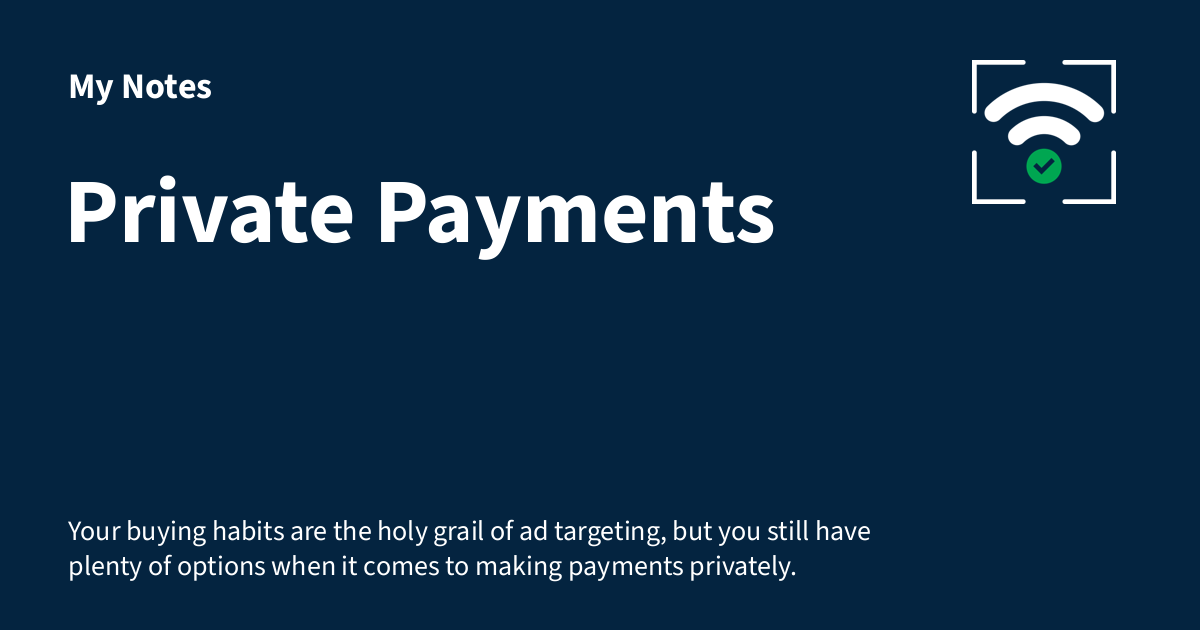 My Notes
Private Payments
Your buying habits are the holy grail of ad targeting, but you still have
plenty of options when it comes to making payments privately.